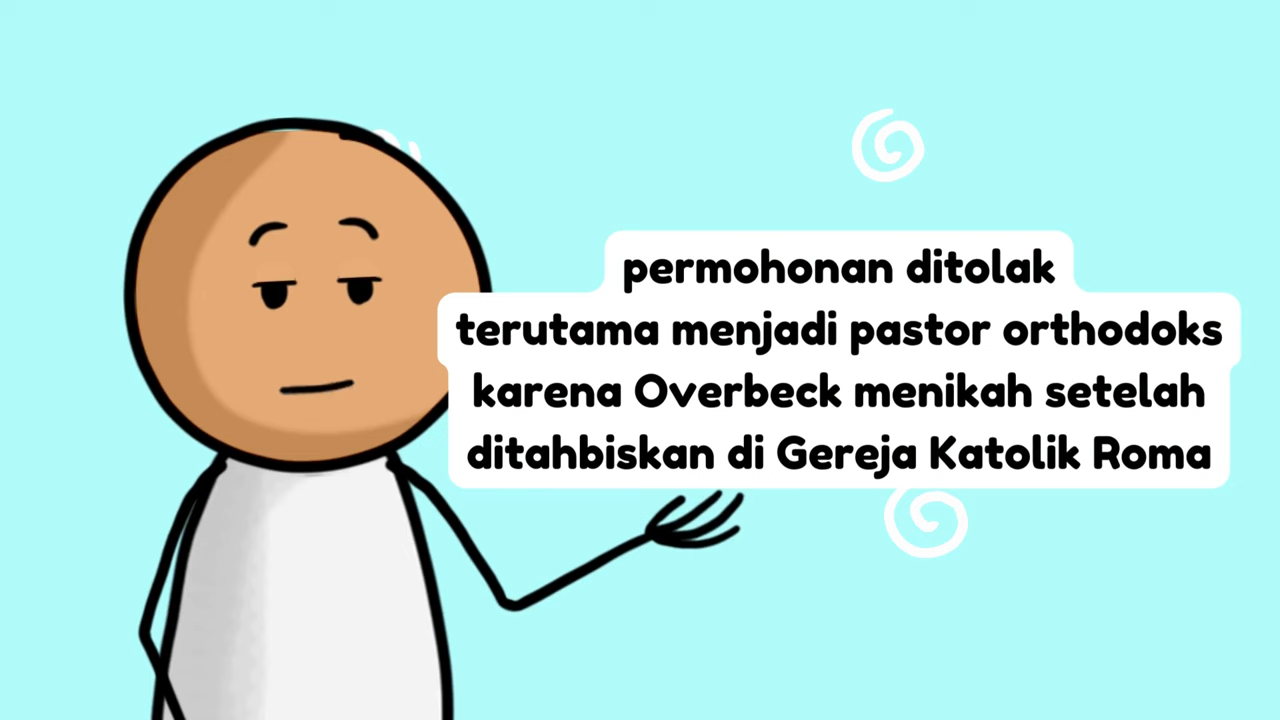 permohonan ditolak
terutama menjadi pastor orthodoks
karena Overbeck menikah setelah
ditahbiskan di Gereja Katolik Roma